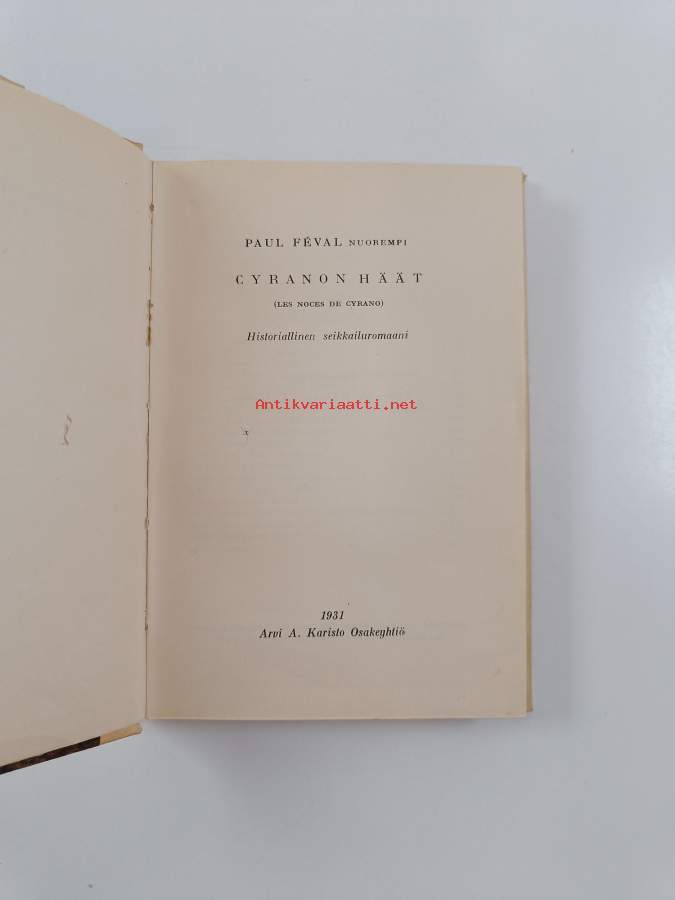 PAUL FÉVAL NUOREMPI
CYRANON HÄÄT
(LES NOCES DE CYRANO)
Historiallinen seikkailuromaani
Antikvariaatti.net
1931
Arvi A. Karisto Osakeyhtiö